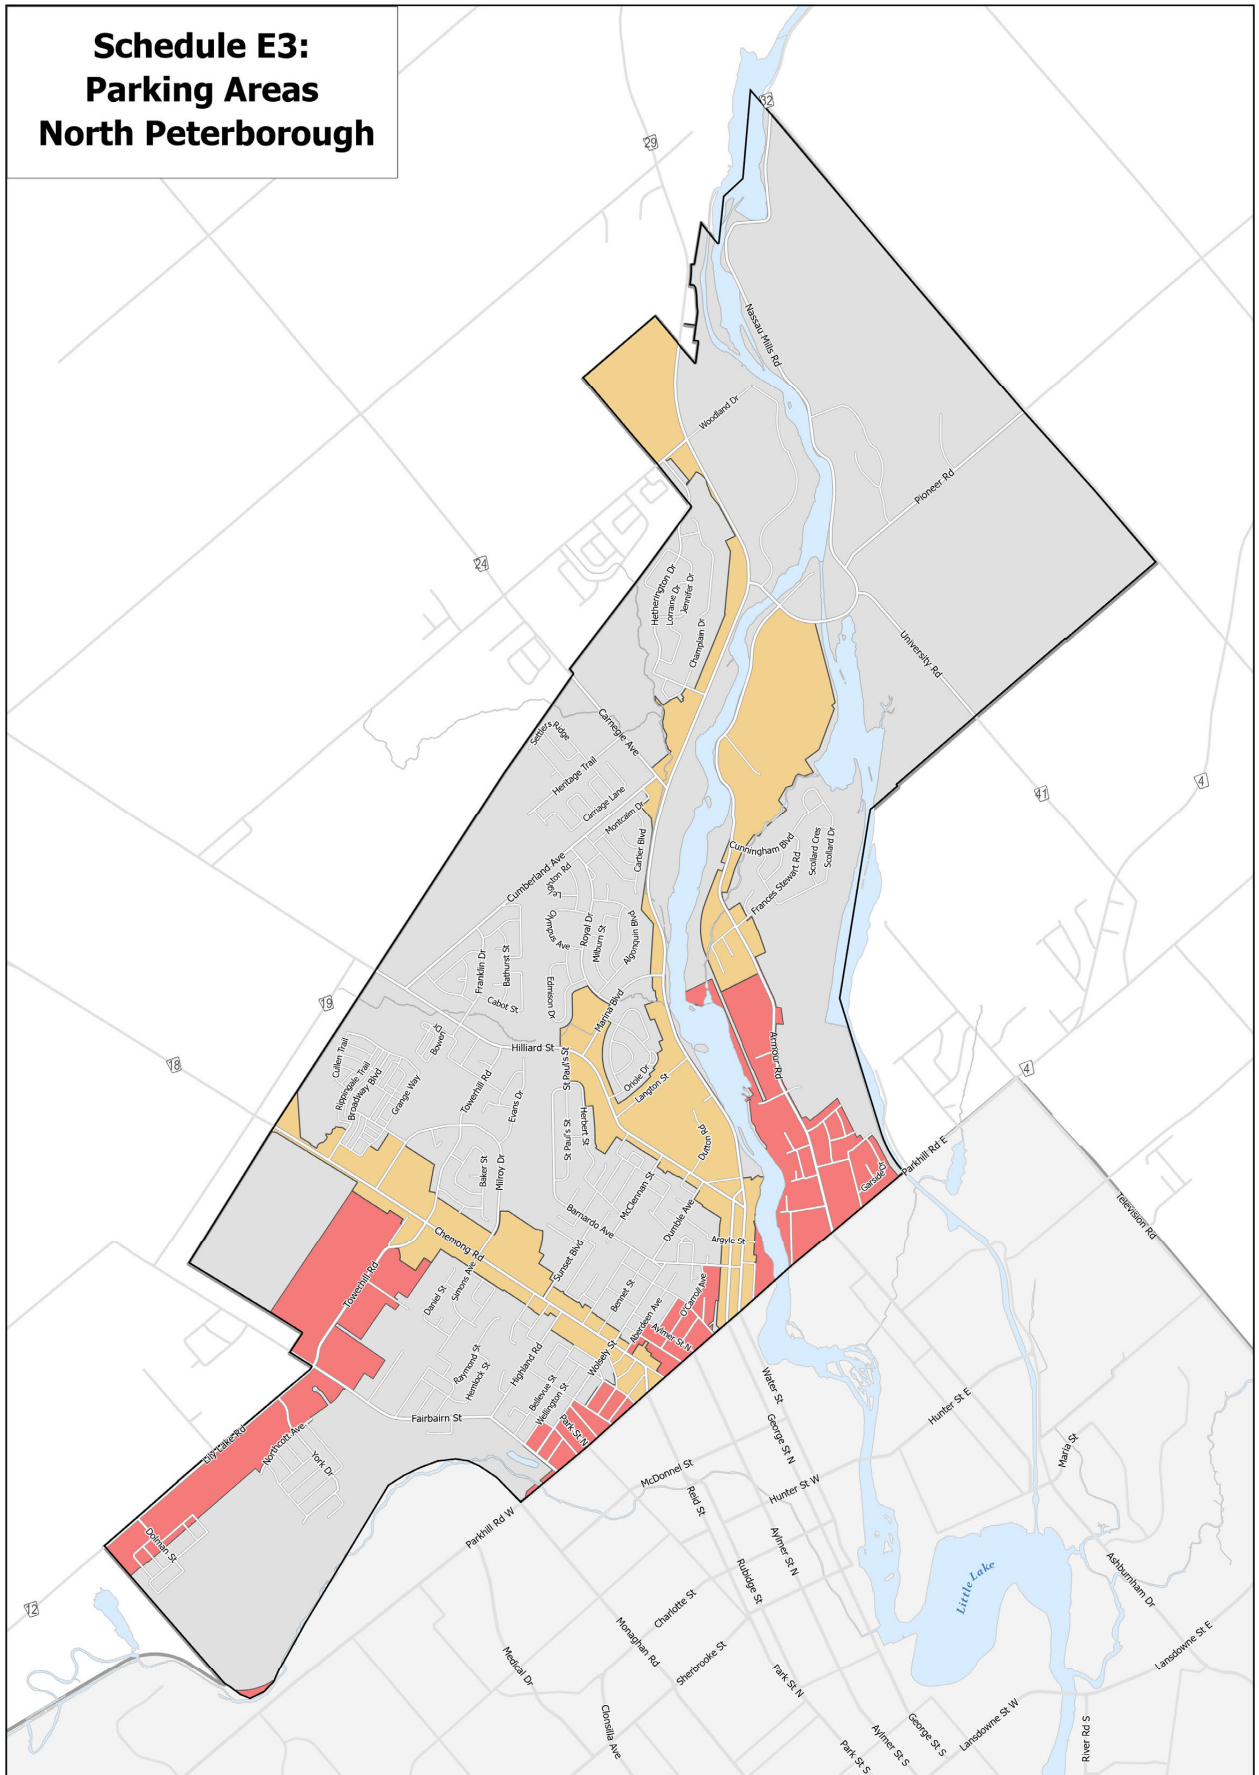 Schedule E3:
Parking Areas
North Peterborough
32
29
Nassau Mills Rd
Woodland Dr
Pioneer Rd
24
Hetherington Dr
Lorraine Dr
Jennifer Dr
Champlain Dr
University Rd
Carnegie Ave
Settlers Ridge
Heritage Trail
Carriage Lane
Montcalm Dr
41
4
Cartier Blvd
Cunningham Blvd
Scollard Cres
Scollard Dr
Frances Stewart Rd
Cumberland Ave
Olympus Ave
Royal Dr
Milburn St
Algonquin Blvd
Franklin Dr
Bathurst St
Cabot St
Edmison Dr
19
Marina Blvd
Bowen Dr
Hilliard St
St Paul's St
Cullen Trail
Rippingale Trail
Broadway Blvd
Grange Way
Towerhill Rd
Evans Dr
Oriole Dr
Langton St
Armour Rd
18
4
Herbert St
St Paul's St
Dutton Rd
Parkhill Rd E
Garside Dr
Baker St
Milroy Dr
McClennan St
Dumble Ave
Barnardo Ave
Television Rd
Argyle St
Chemong Rd
Sunset Blvd
Towerhill Rd
Simons Ave
Daniel St
Bennet St
O'Carroll Ave
Aberdeen Ave
Aylmer St N
Wolsely St
Raymond St
Hemlock St
Highland Rd
Bellevue St
Wellington St
Water St
Fairbairn St
Park St N
George St N
Hunter St E
Lily Lake Rd
Northcott Ave
York Dr
Maria St
McDonnel St
Hunter St W
Reid St
Parkhill Rd W
Dolman St
Aylmer St N
Rubidge St
Little Lake
Ashburnham Dr
12
Charlotte St
Monaghan Rd
Sherbrooke St
Medical Dr
Park St N
Lansdowne St E
Clonsilla Ave
George St S
Aylmer St S
Park St S
Lansdowne St W
River Rd S